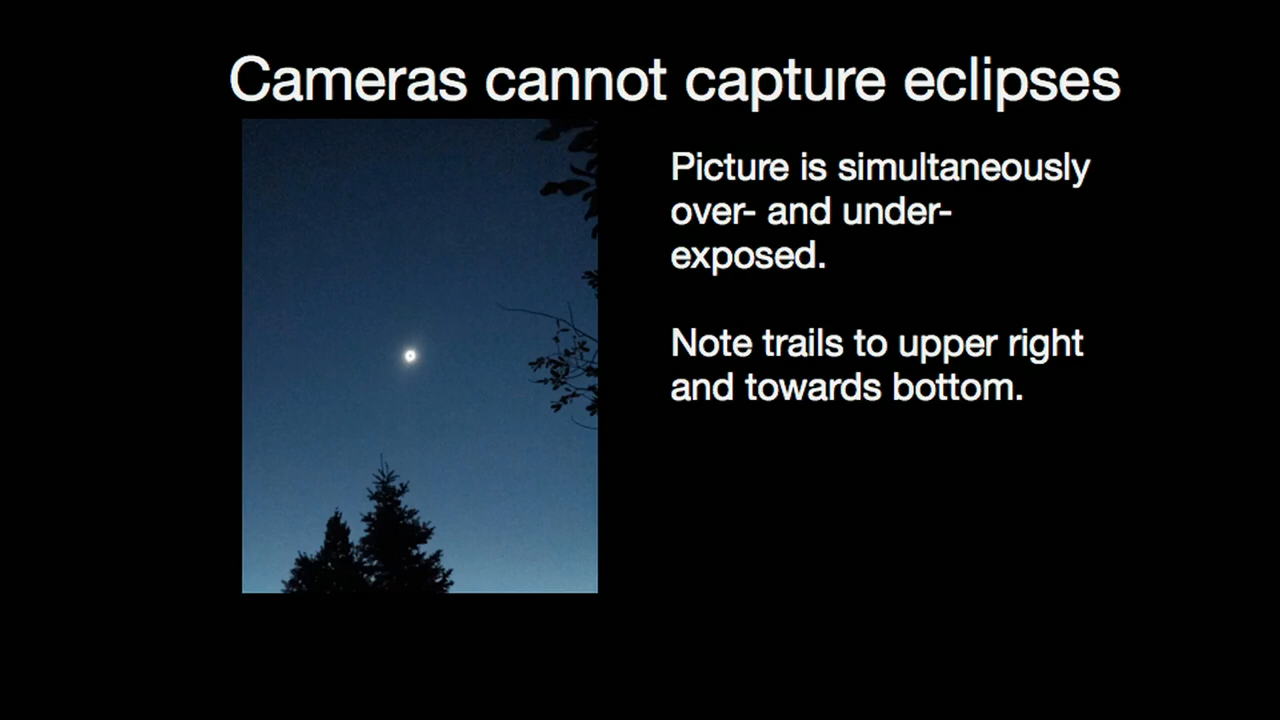 Cameras cannot capture eclipses
Picture is simultaneously
over- and under-
exposed.
Note trails to upper right
and towards bottom.